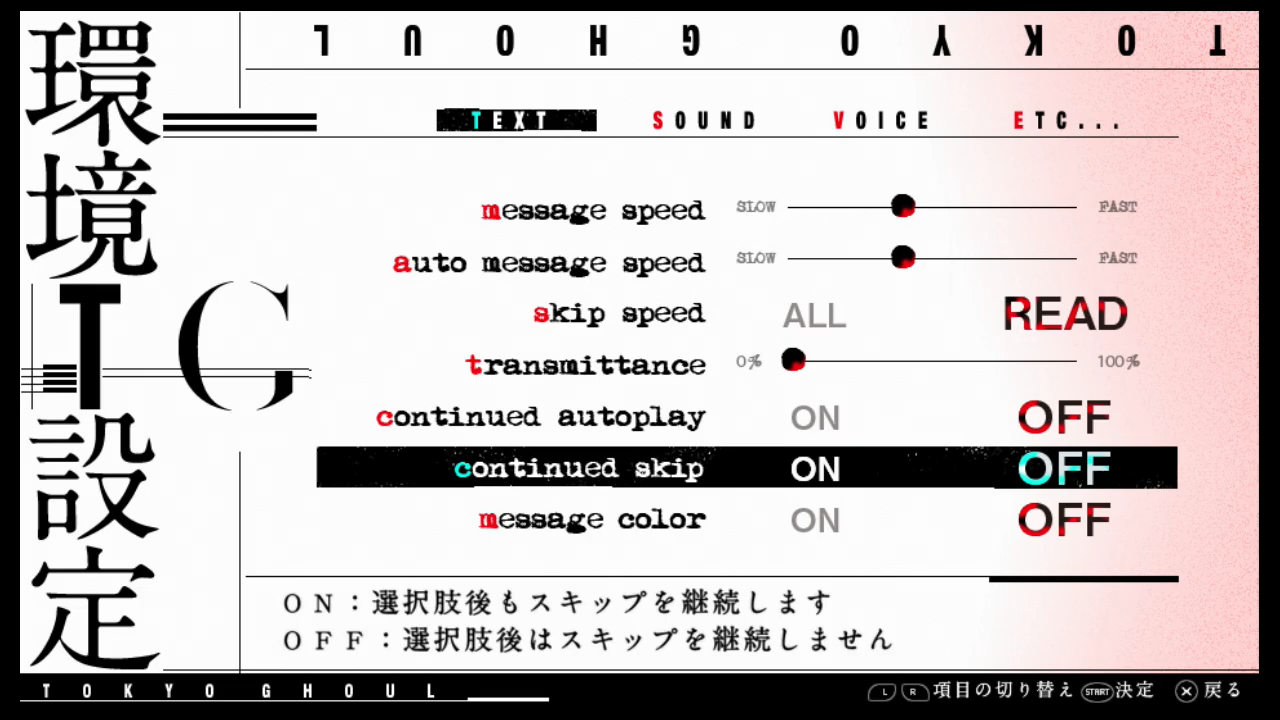 環境設定
TG
TOKYO GHOUL
TEXT SOUND VOICE ETC...
message speed SLOW FAST
auto message speed SLOW FAST
skip speed ALL READ
transmittance 0% 100%
continued autoplay ON OFF
continued skip ON OFF
message color ON OFF
ON：選択肢後もスキップを継続します
OFF：選択肢後はスキップを継続しません
TOKYO GHOUL
L R 項目の切り替え START 決定 × 戻る